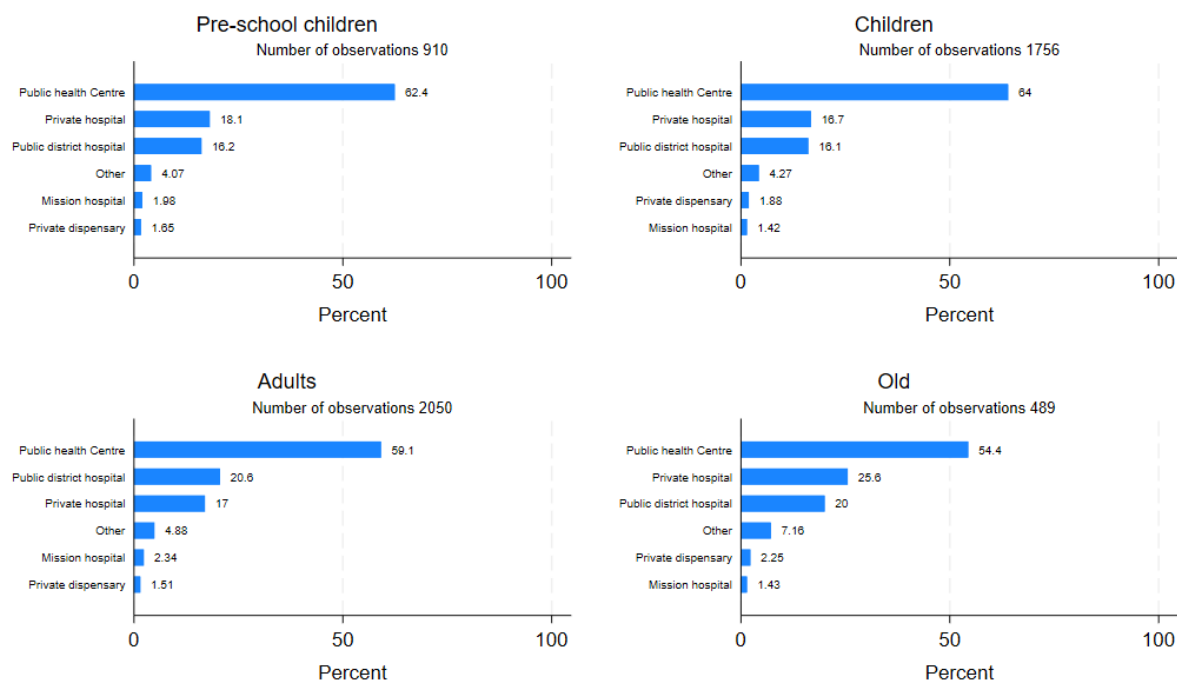 Pre-school children
Number of observations 910
Public health Centre 62.4
Private hospital 18.1
Public district hospital 16.2
Other 4.07
Mission hospital 1.98
Private dispensary 1.65
0 50 100
Percent
Children
Number of observations 1756
Public health Centre 64
Private hospital 16.7
Public district hospital 16.1
Other 4.27
Private dispensary 1.88
Mission hospital 1.42
0 50 100
Percent
Adults
Number of observations 2050
Public health Centre 59.1
Public district hospital 20.6
Private hospital 17
Other 4.88
Mission hospital 2.34
Private dispensary 1.51
0 50 100
Percent
Old
Number of observations 489
Public health Centre 54.4
Private hospital 25.6
Public district hospital 20
Other 7.16
Private dispensary 2.25
Mission hospital 1.43
0 50 100
Percent